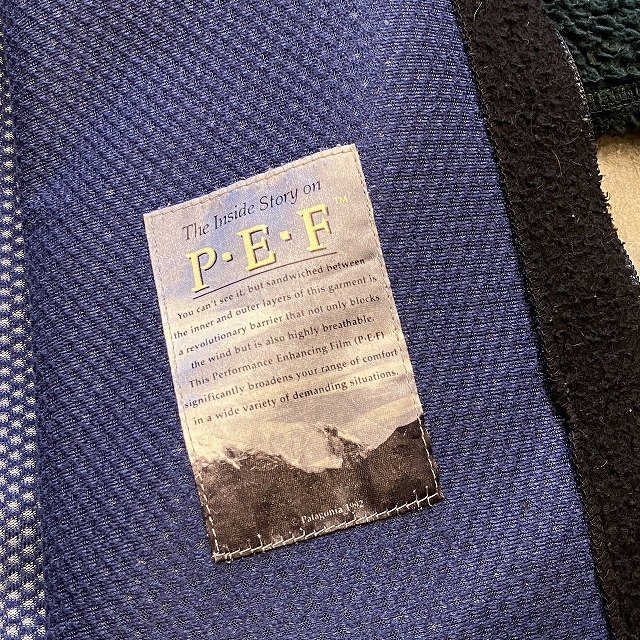 The Inside Story on
P·E·F™
You can't see it, but sandwiched between
the inner and outer layers of this garment is
a revolutionary barrier that not only blocks
the wind but is also highly breathable.
This Performance Enhancing Film (P·E·F)
significantly broadens your range of comfort
in a wide variety of demanding situations.
© Patagonia 1992